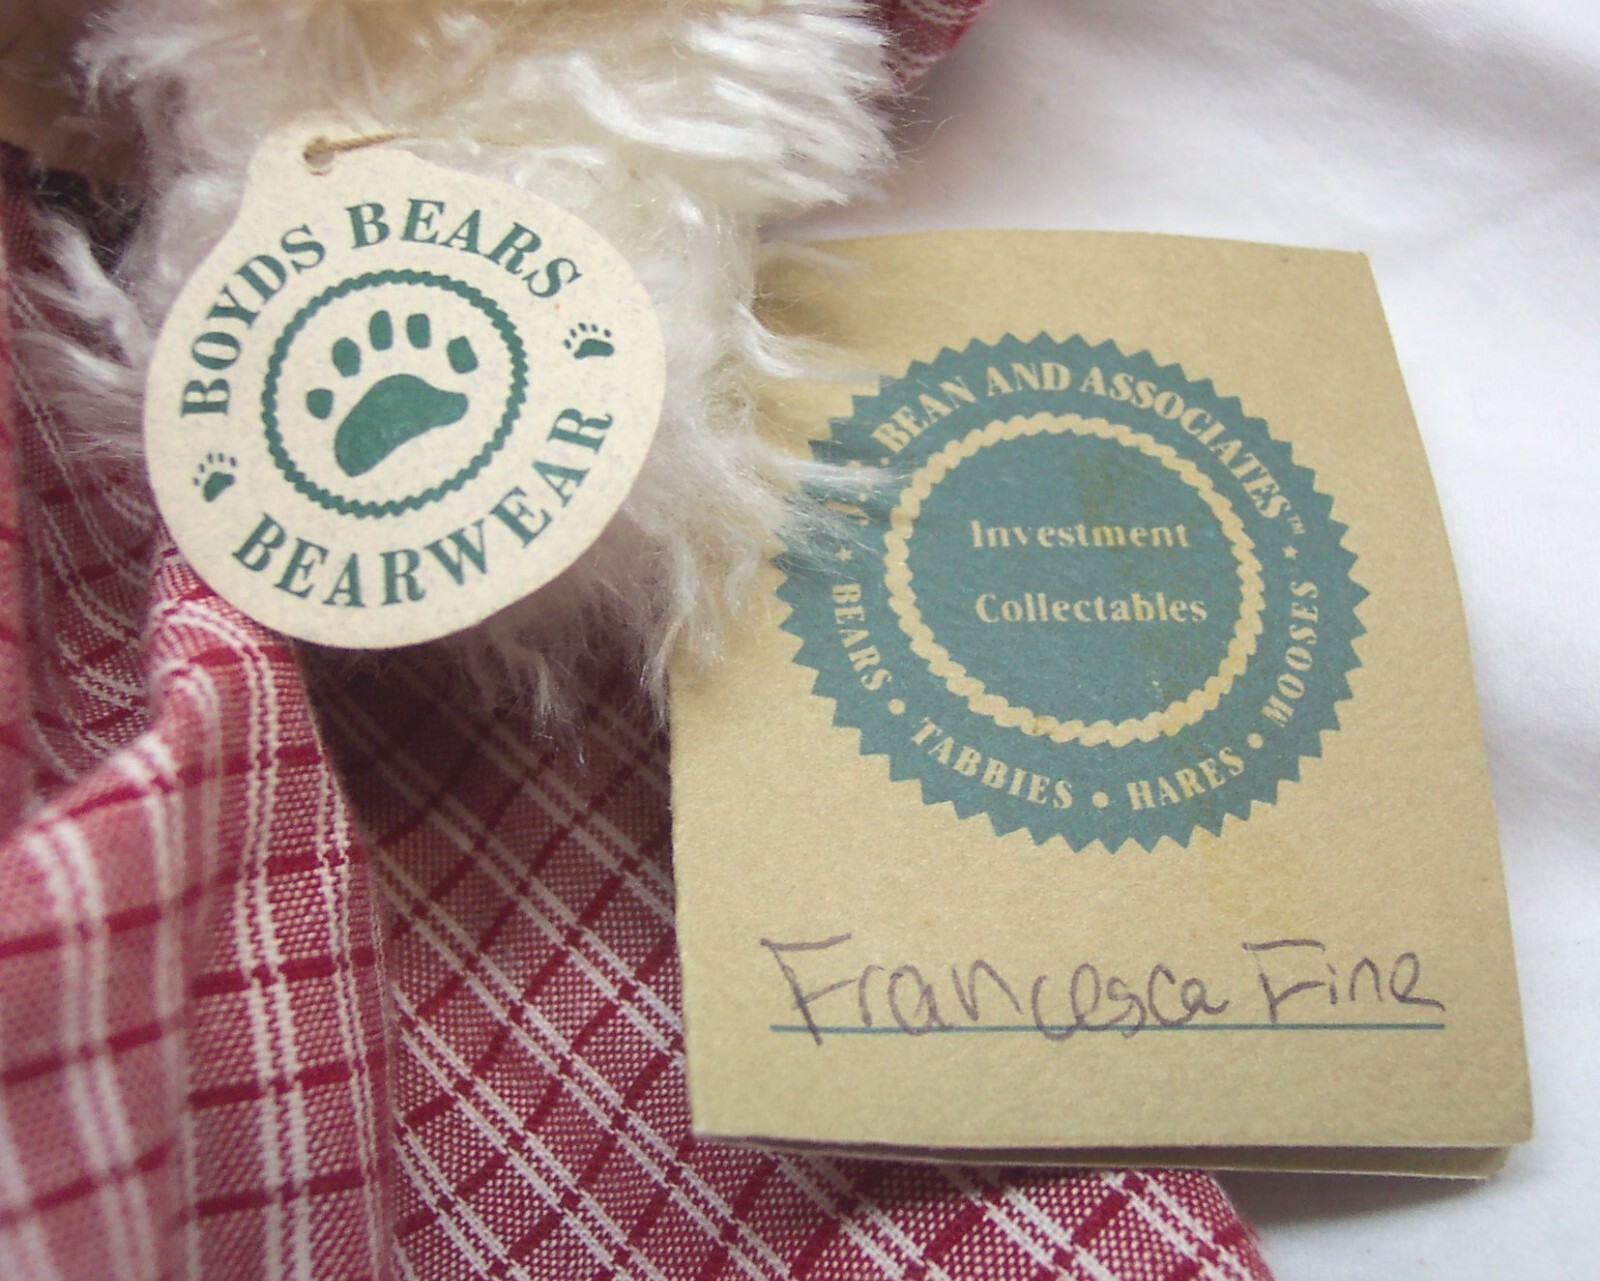 BOYDS BEARS
BEARWEAR
BEAN AND ASSOCIATES™
Investment
Collectables
BEARS • TABBIES • HARES • MOOSES
Francesca Fine